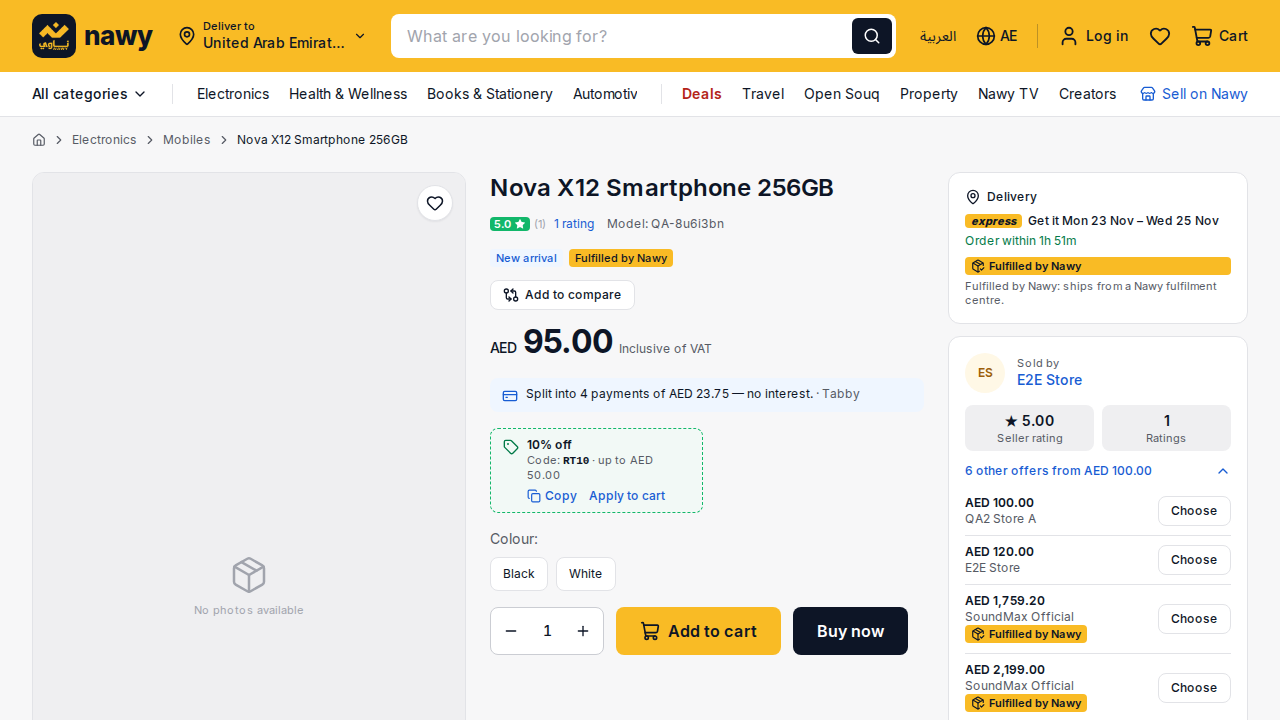 ناوي
NAWY
nawy
Deliver to
United Arab Emirat...
What are you looking for?
العربية
AE
Log in
Cart
All categories
Electronics
Health & Wellness
Books & Stationery
Automotiv
Deals
Travel
Open Souq
Property
Nawy TV
Creators
Sell on Nawy
Electronics
Mobiles
Nova X12 Smartphone 256GB
No photos available
Nova X12 Smartphone 256GB
5.0 ★ (1) 1 rating Model: QA-8u6i3bn
New arrival
Fulfilled by Nawy
Add to compare
AED 95.00 Inclusive of VAT
Split into 4 payments of AED 23.75 — no interest. · Tabby
10% off
Code: RT10 · up to AED
50.00
Copy
Apply to cart
Colour:
Black
White
1
Add to cart
Buy now
Delivery
express Get it Mon 23 Nov – Wed 25 Nov
Order within 1h 51m
Fulfilled by Nawy
Fulfilled by Nawy: ships from a Nawy fulfilment
centre.
ES
Sold by
E2E Store
★ 5.00
Seller rating
1
Ratings
6 other offers from AED 100.00
AED 100.00
QA2 Store A
Choose
AED 120.00
E2E Store
Choose
AED 1,759.20
SoundMax Official
Fulfilled by Nawy
Choose
AED 2,199.00
SoundMax Official
Fulfilled by Nawy
Choose